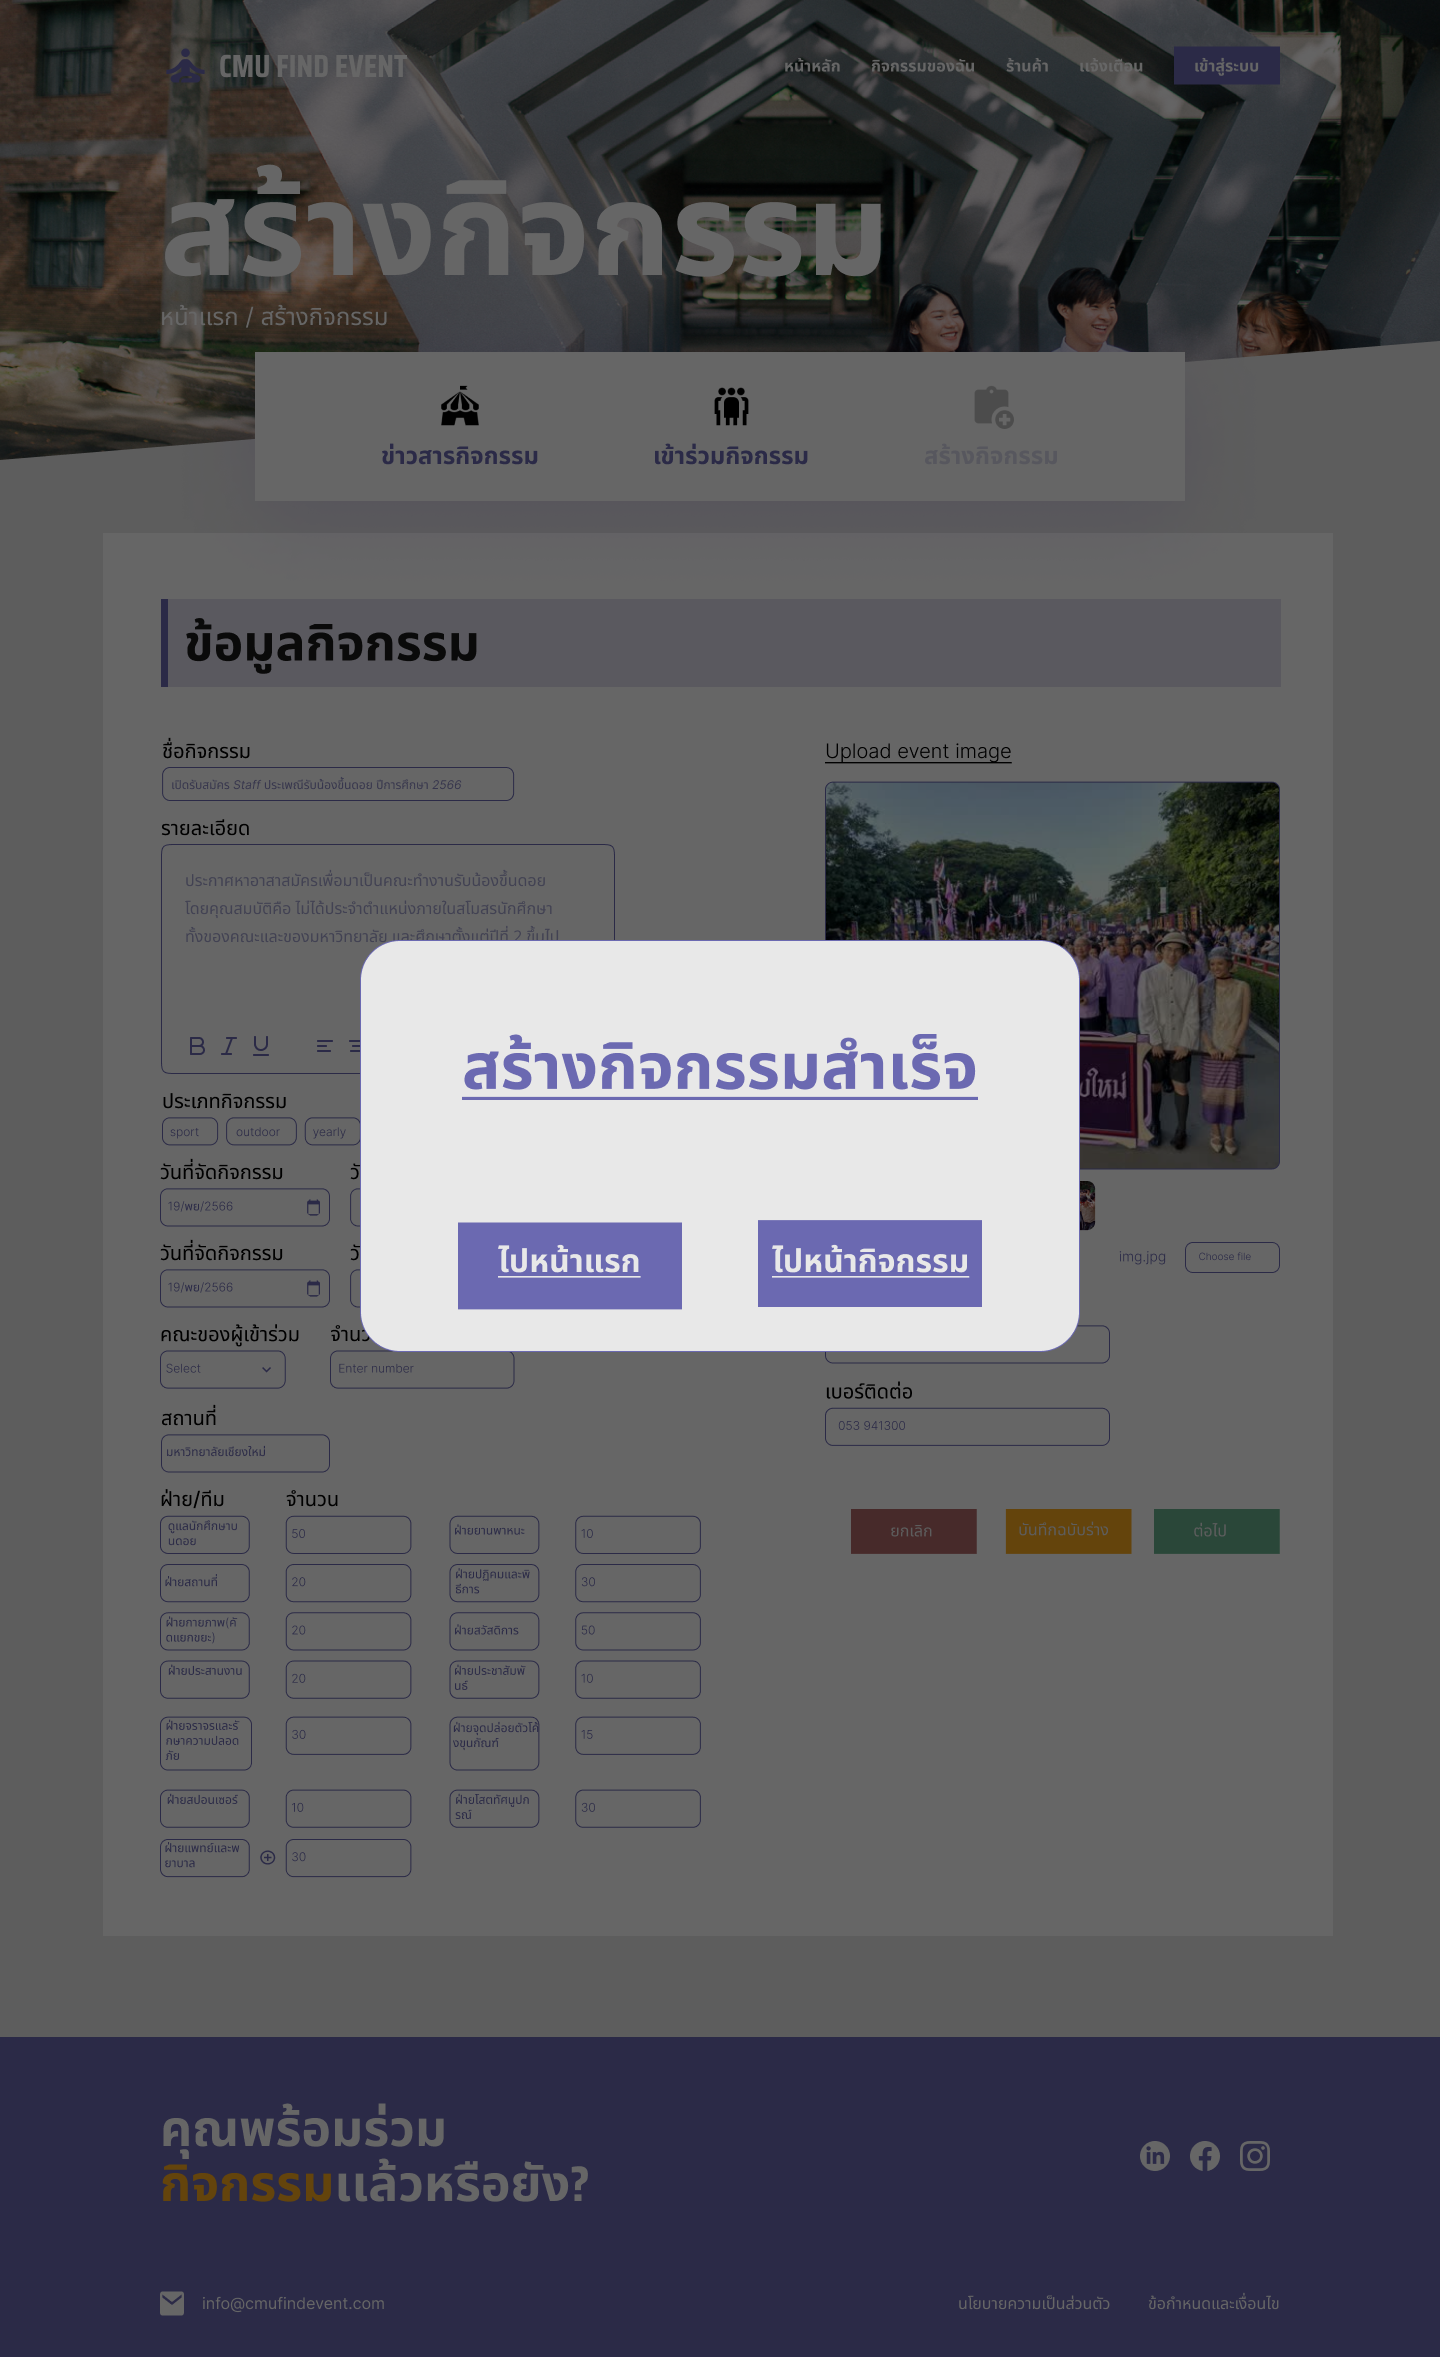 CMU FIND EVENT
หน้าหลัก กิจกรรมของฉัน ร้านค้า แจ้งเตือน เข้าสู่ระบบ
สร้างกิจกรรม
หน้าแรก / สร้างกิจกรรม
ข่าวสารกิจกรรม เข้าร่วมกิจกรรม สร้างกิจกรรม
ข้อมูลกิจกรรม
ชื่อกิจกรรม
เปิดรับสมัคร Staff ประเพณีรับน้องขึ้นดอย ปีการศึกษา 2566
รายละเอียด
ประกาศหาอาสาสมัครเพื่อมาเป็นคณะทำงานรับน้องขึ้นดอย
โดยคุณสมบัติคือ ไม่ได้ประจำตำแหน่งภายในสโมสรนักศึกษา
ทั้งของคณะและของมหาวิทยาลัย และศึกษาตั้งแต่ปีที่ 2 ขึ้นไป
B I U
Upload event image
สร้างกิจกรรมสำเร็จ
ไปหน้าแรก ไปหน้ากิจกรรม
ประเภทกิจกรรม
sport outdoor yearly
วันที่จัดกิจกรรม
19/พย/2566
วันที่จัดกิจกรรม
19/พย/2566
img.jpg Choose file
คณะของผู้เข้าร่วม
Select Enter number
เบอร์ติดต่อ
053 941300
สถานที่
มหาวิทยาลัยเชียงใหม่
ฝ่าย/ทีม จำนวน
ดูแลนักศึกษาบ
นดอย
50
ฝ่ายยานพาหนะ
10
ฝ่ายสถานที่
20
ฝ่ายปฏิคมและพิ
ธีการ
30
ฝ่ายกายภาพ(คั
ดแยกขยะ)
20
ฝ่ายสวัสดิการ
50
ฝ่ายประสานงาน
20
ฝ่ายประชาสัมพั
นธ์
10
ฝ่ายจราจรและรั
กษาความปลอด
ภัย
30
ฝ่ายจุดปล่อยตัวโค้
งขุนกัณฑ์
15
ฝ่ายสปอนเซอร์
10
ฝ่ายโสตทัศนูปก
รณ์
30
ฝ่ายแพทย์และพ
ยาบาล
30
ยกเลิก บันทึกฉบับร่าง ต่อไป
คุณพร้อมร่วม
กิจกรรมแล้วหรือยัง?
info@cmufindevent.com
นโยบายความเป็นส่วนตัว ข้อกำหนดและเงื่อนไข